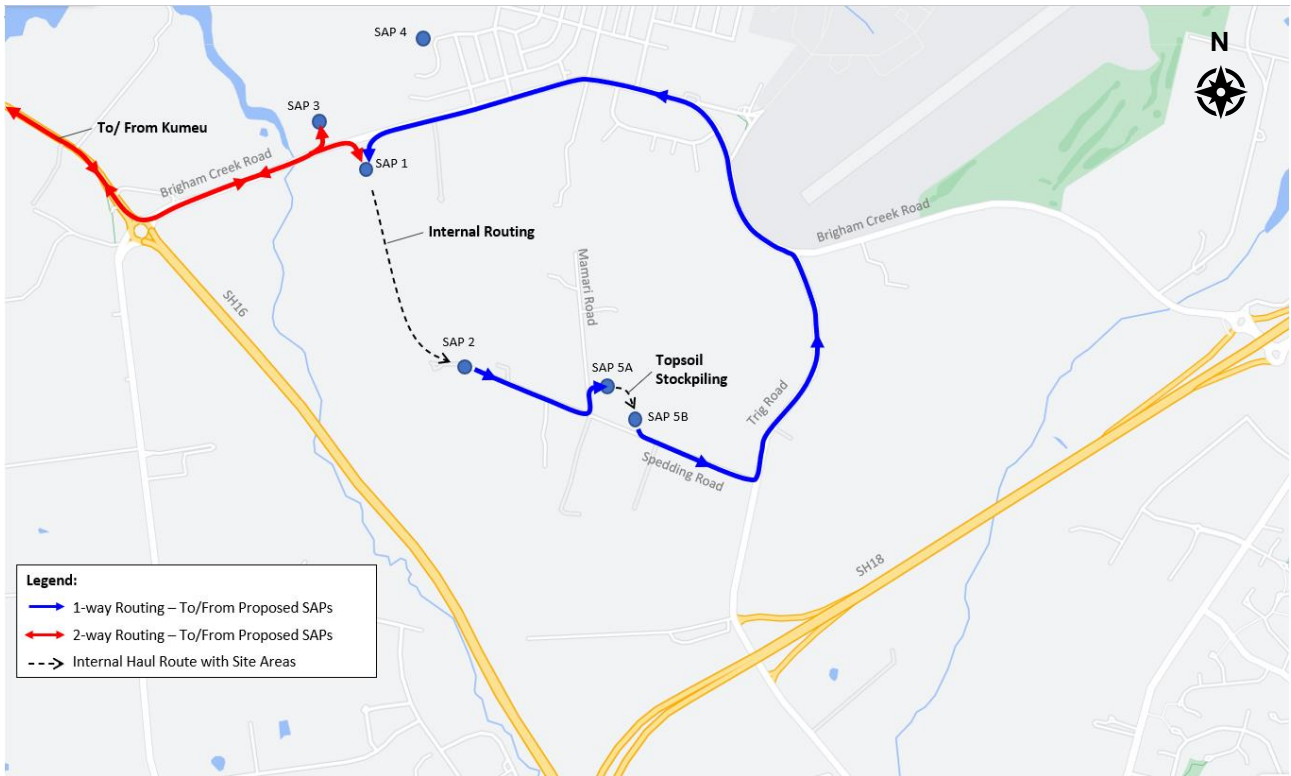 SAP 4
N
SAP 3
To/ From Kumeu
Brigham Creek Road
SAP 1
Internal Routing
Brigham Creek Road
Mamari Road
SH16
SAP 2
SAP 5A
Topsoil
Stockpiling
SAP 5B
Trig Road
Spedding Road
SH18
Legend:
1-way Routing – To/From Proposed SAPs
2-way Routing – To/From Proposed SAPs
Internal Haul Route with Site Areas